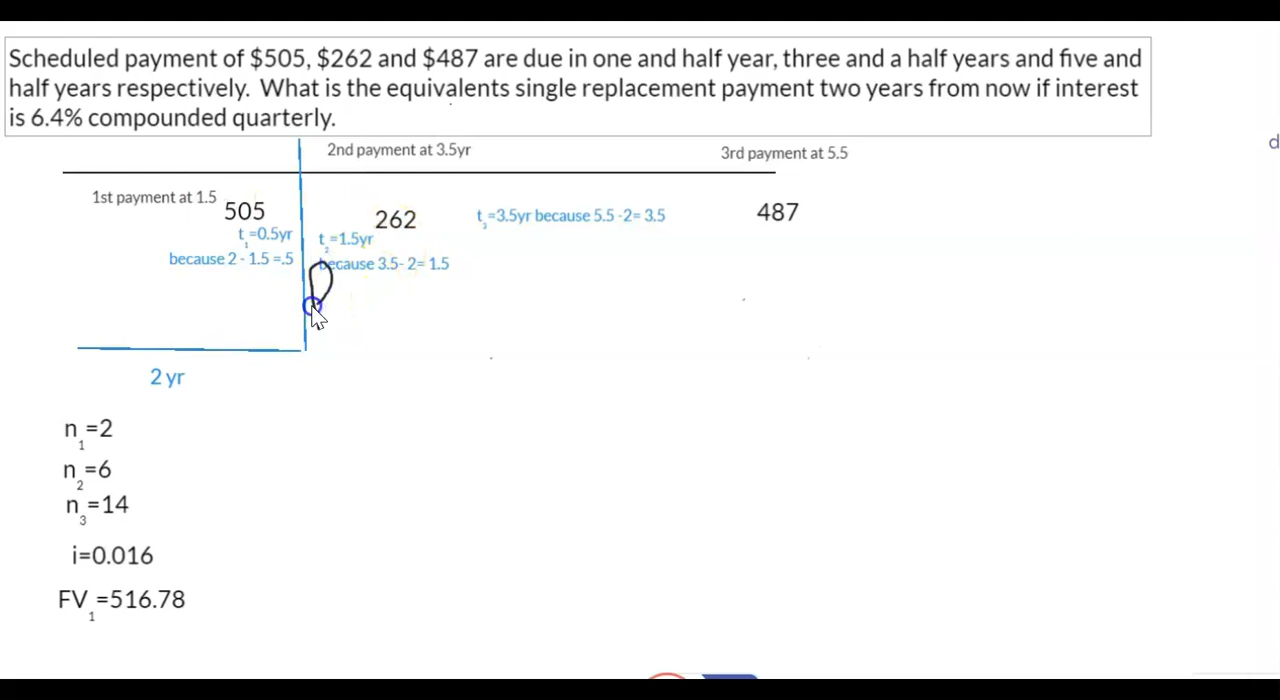 Scheduled payment of $505, $262 and $487 are due in one and half year, three and a half years and five and
half years respectively. What is the equivalents single replacement payment two years from now if interest
is 6.4% compounded quarterly.
d
2nd payment at 3.5yr
3rd payment at 5.5
1st payment at 1.5
505
262
t₃=3.5yr because 5.5 -2= 3.5
487
t₁=0.5yr
t₂=1.5yr
because 2 - 1.5 =.5
because 3.5- 2= 1.5
2 yr
n₁=2
n₂=6
n₃=14
i=0.016
FV₁=516.78